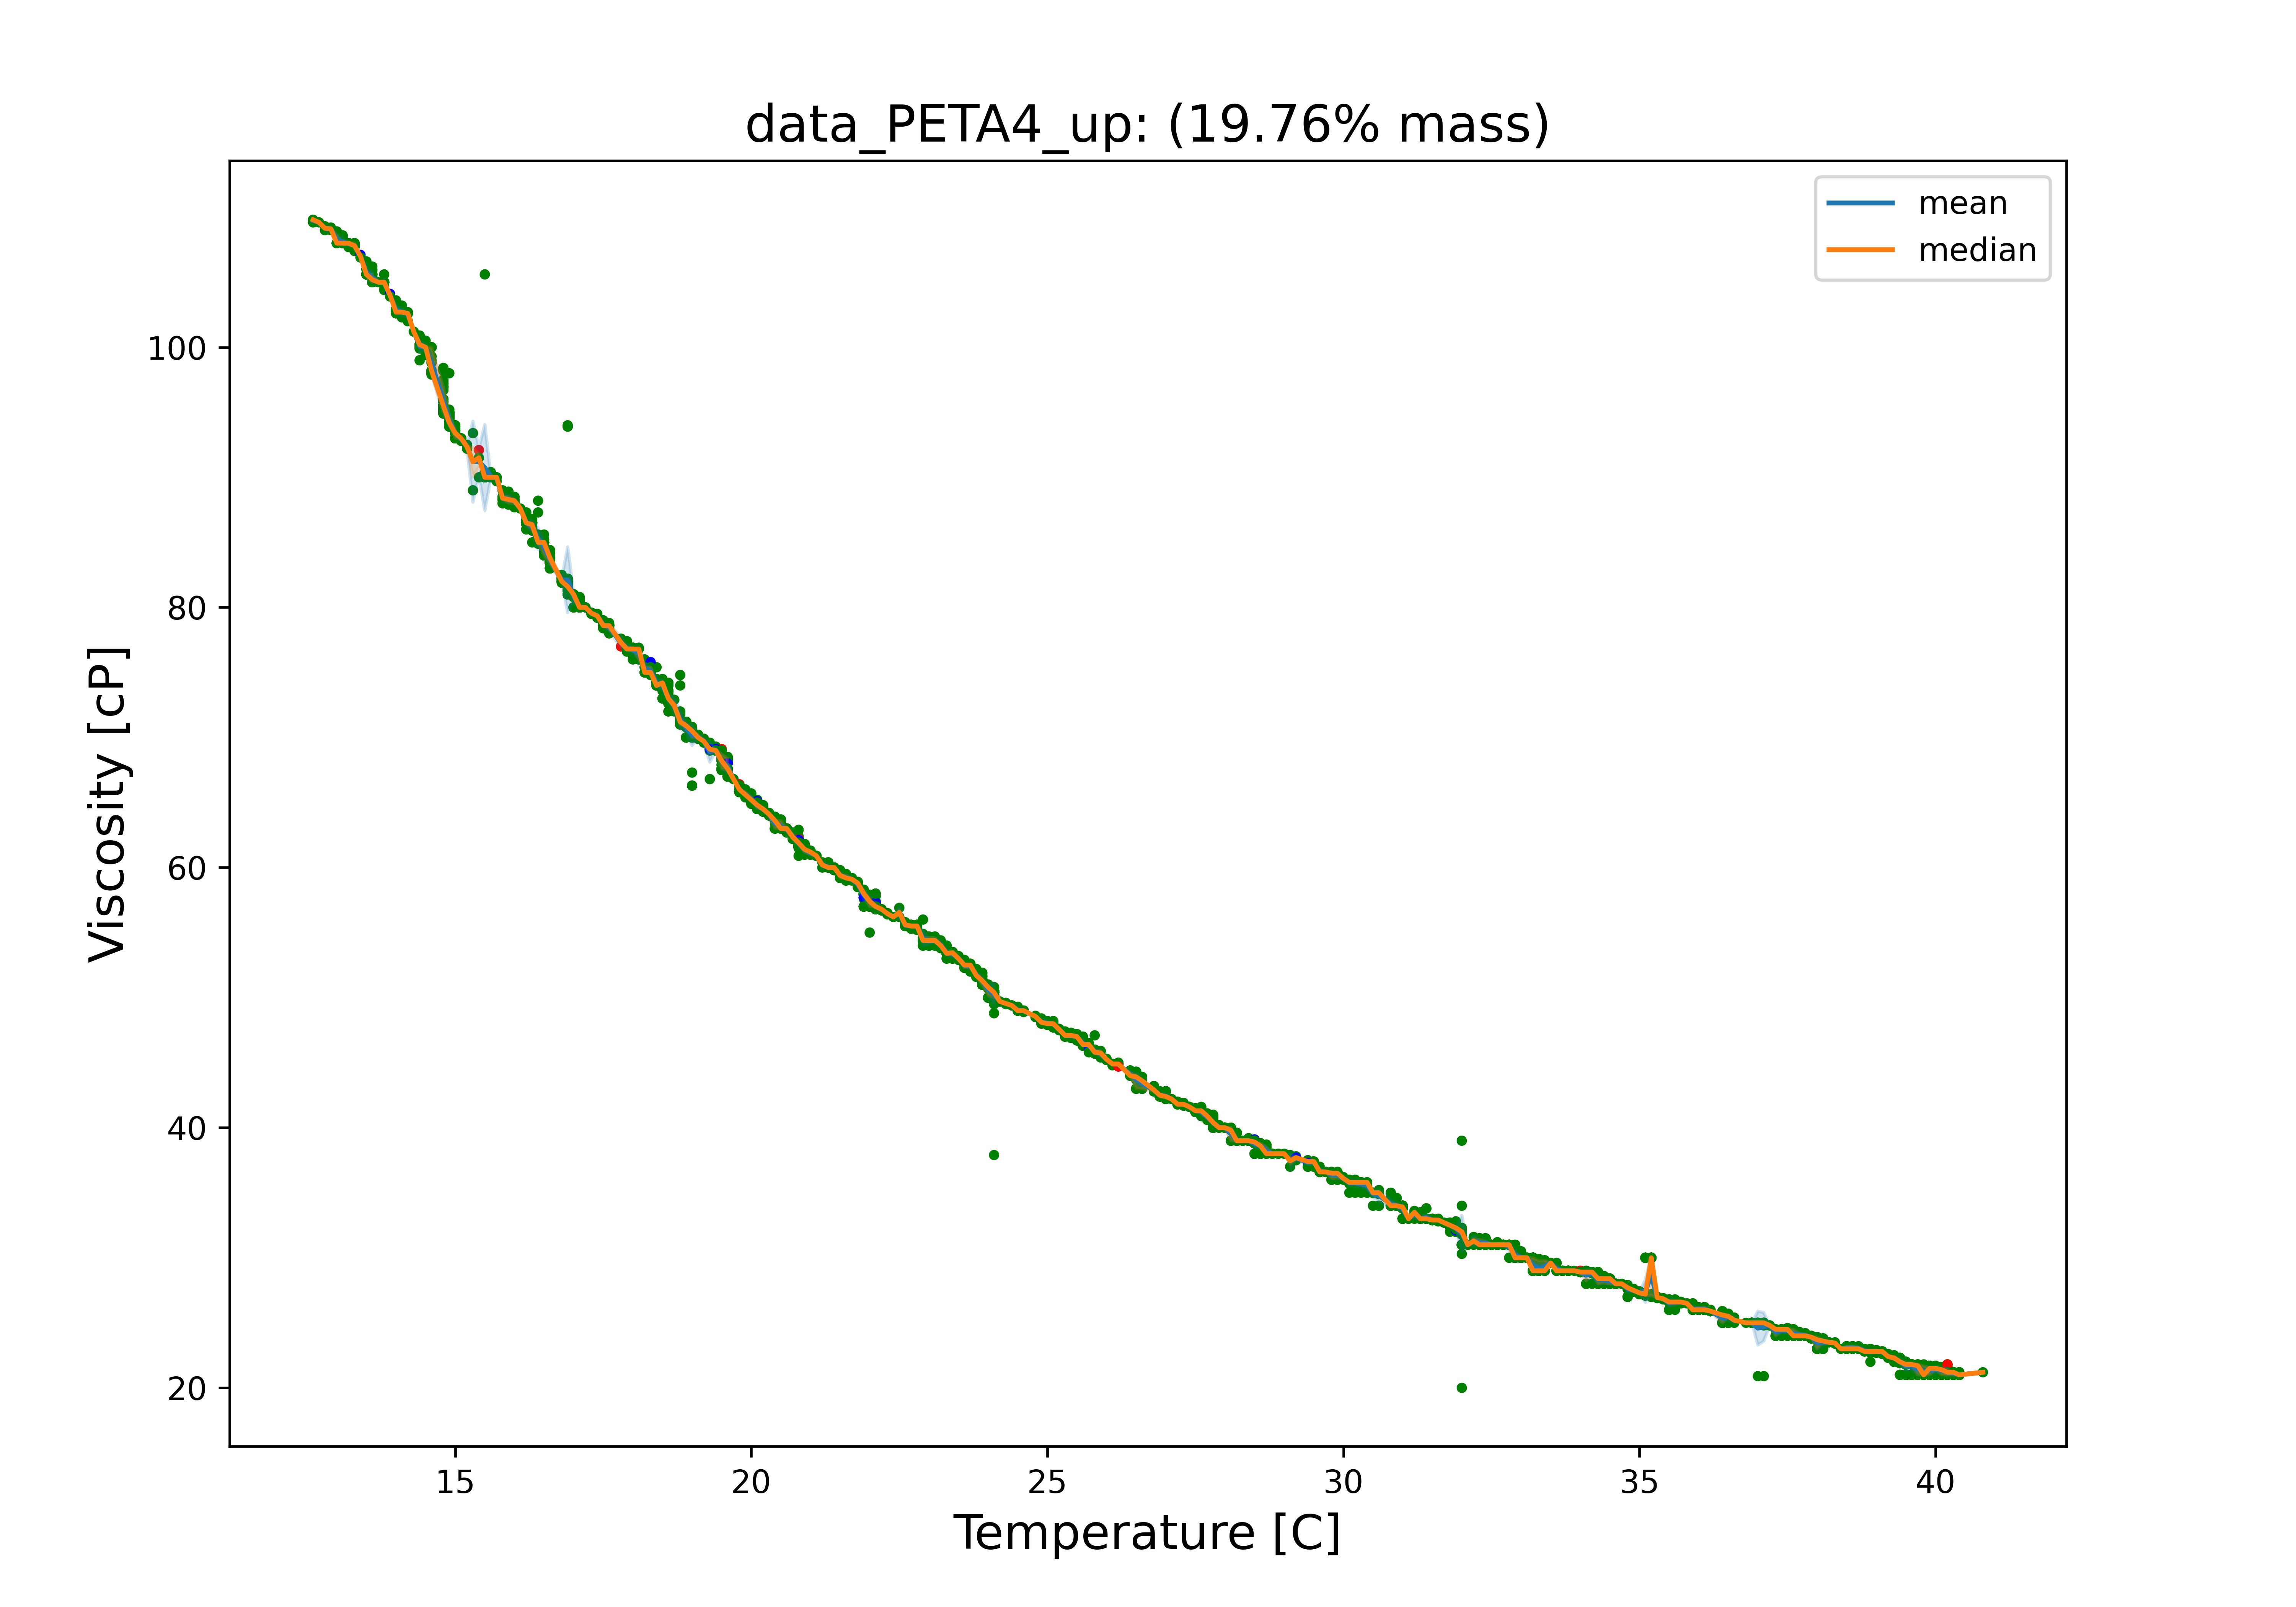 data_PETA4_up: (19.76% mass)
mean
median
100
80
60
40
20
Viscosity [cP]
15
20
25
30
35
40
Temperature [C]